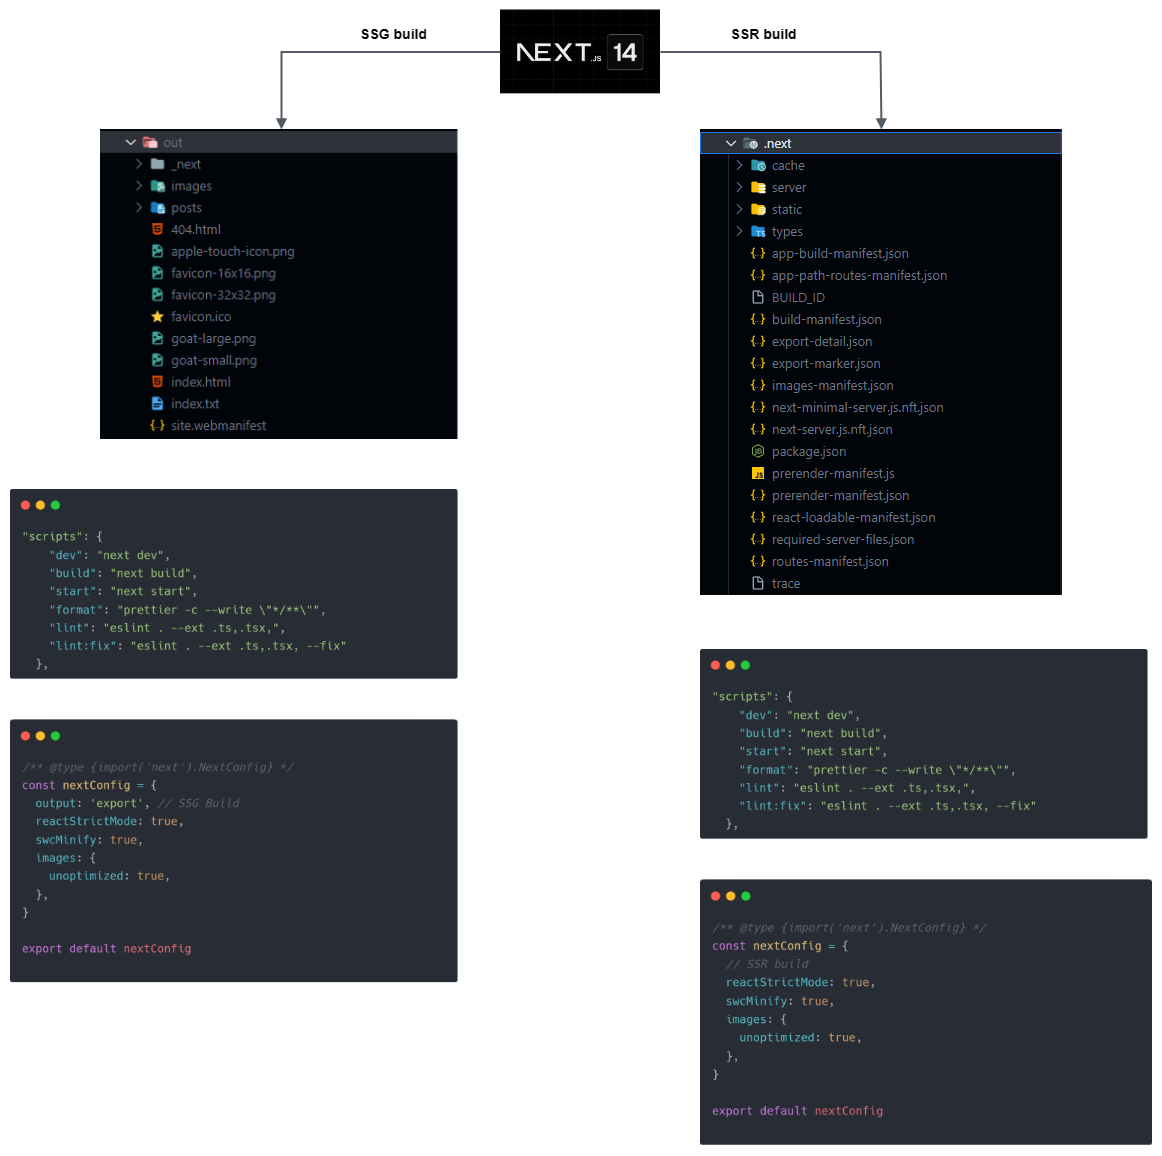 SSG build
NEXT.JS 14
SSR build
out
_next
images
posts
404.html
apple-touch-icon.png
favicon-16x16.png
favicon-32x32.png
favicon.ico
goat-large.png
goat-small.png
index.html
index.txt
site.webmanifest
"scripts": {
"dev": "next dev",
"build": "next build",
"start": "next start",
"format": "prettier -c --write \"*/**\"",
"lint": "eslint . --ext .ts,.tsx,",
"lint:fix": "eslint . --ext .ts,.tsx, --fix"
},
/** @type {import('next').NextConfig} */
const nextConfig = {
output: 'export', // SSG Build
reactStrictMode: true,
swcMinify: true,
images: {
unoptimized: true,
},
}
export default nextConfig
.next
cache
server
static
types
app-build-manifest.json
app-path-routes-manifest.json
BUILD_ID
build-manifest.json
export-detail.json
export-marker.json
images-manifest.json
next-minimal-server.js.nft.json
next-server.js.nft.json
package.json
prerender-manifest.js
prerender-manifest.json
react-loadable-manifest.json
required-server-files.json
routes-manifest.json
trace
"scripts": {
"dev": "next dev",
"build": "next build",
"start": "next start",
"format": "prettier -c --write \"*/**\"",
"lint": "eslint . --ext .ts,.tsx,",
"lint:fix": "eslint . --ext .ts,.tsx, --fix"
},
/** @type {import('next').NextConfig} */
const nextConfig = {
// SSR build
reactStrictMode: true,
swcMinify: true,
images: {
unoptimized: true,
},
}
export default nextConfig